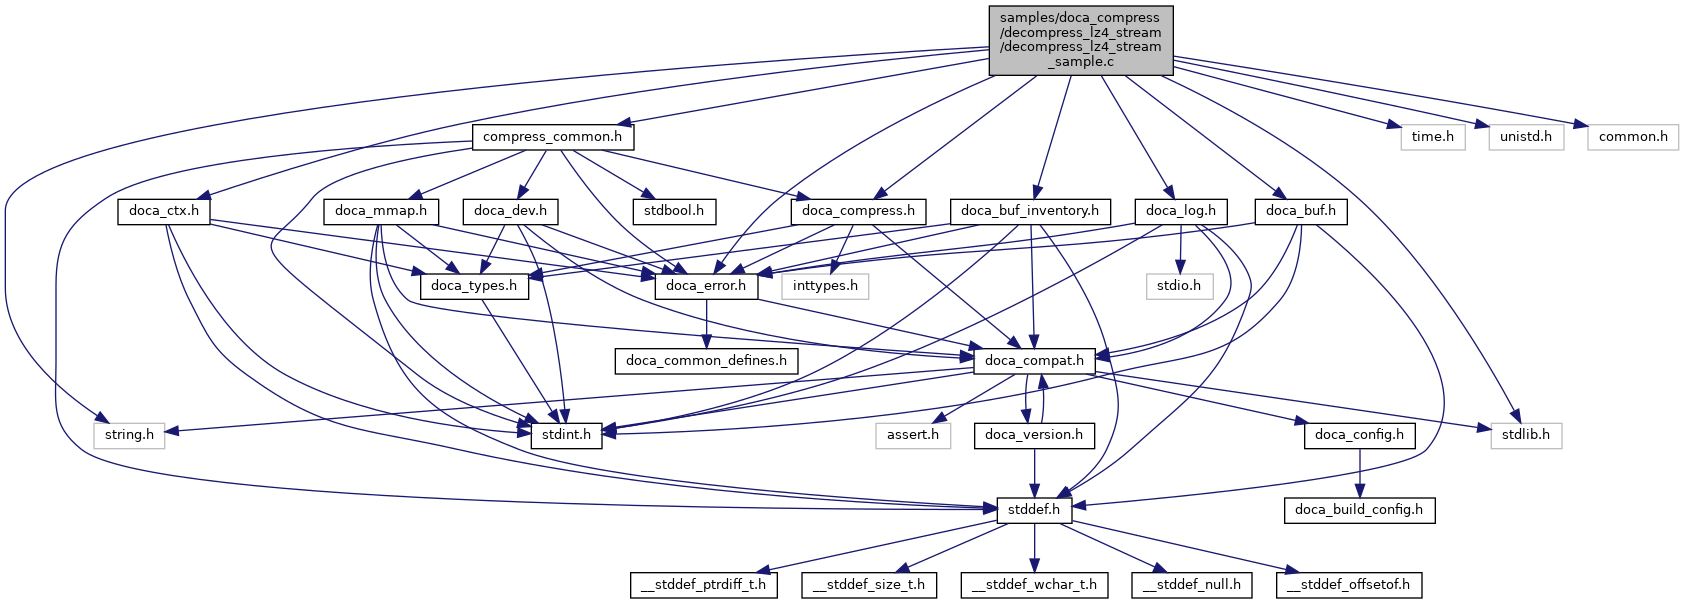 samples/doca_compress
/decompress_lz4_stream
/decompress_lz4_stream
_sample.c
compress_common.h
time.h
unistd.h
common.h
doca_ctx.h
doca_mmap.h
doca_dev.h
stdbool.h
doca_compress.h
doca_buf_inventory.h
doca_log.h
doca_buf.h
doca_types.h
doca_error.h
inttypes.h
stdio.h
doca_common_defines.h
doca_compat.h
string.h
stdint.h
assert.h
doca_version.h
doca_config.h
stdlib.h
stddef.h
doca_build_config.h
__stddef_ptrdiff_t.h
__stddef_size_t.h
__stddef_wchar_t.h
__stddef_null.h
__stddef_offsetof.h